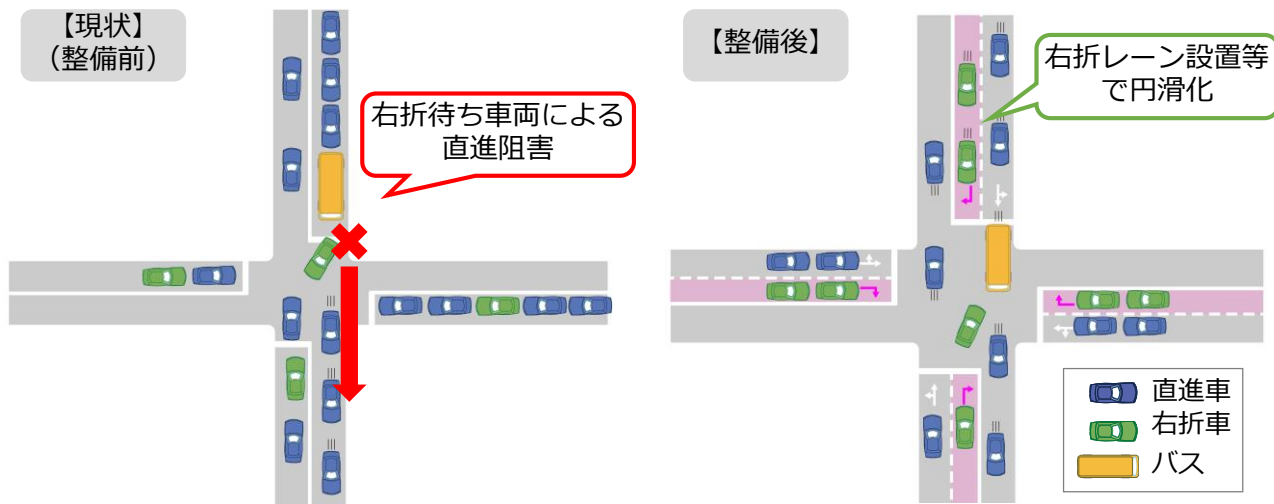 【現状】
（整備前）
右折待ち車両による
直進阻害
【整備後】
右折レーン設置等
で円滑化
直進車
右折車
バス